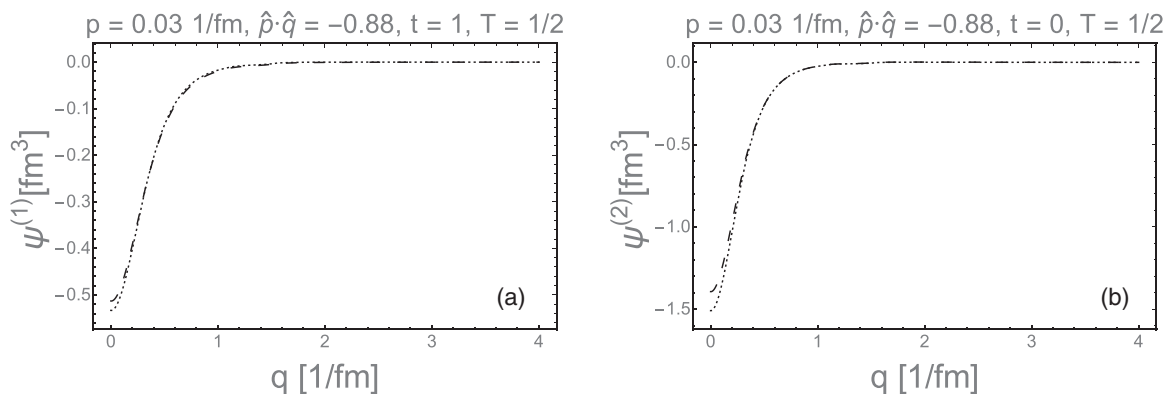 p = 0.03 1/fm, p̂·q̂ = −0.88, t = 1, T = 1/2
ψ(1)[fm3]
0.0
−0.1
−0.2
−0.3
−0.4
−0.5
(a)
0 1 2 3 4
q [1/fm]
p = 0.03 1/fm, p̂·q̂ = −0.88, t = 0, T = 1/2
ψ(2)[fm3]
0.0
−0.5
−1.0
−1.5
(b)
0 1 2 3 4
q [1/fm]